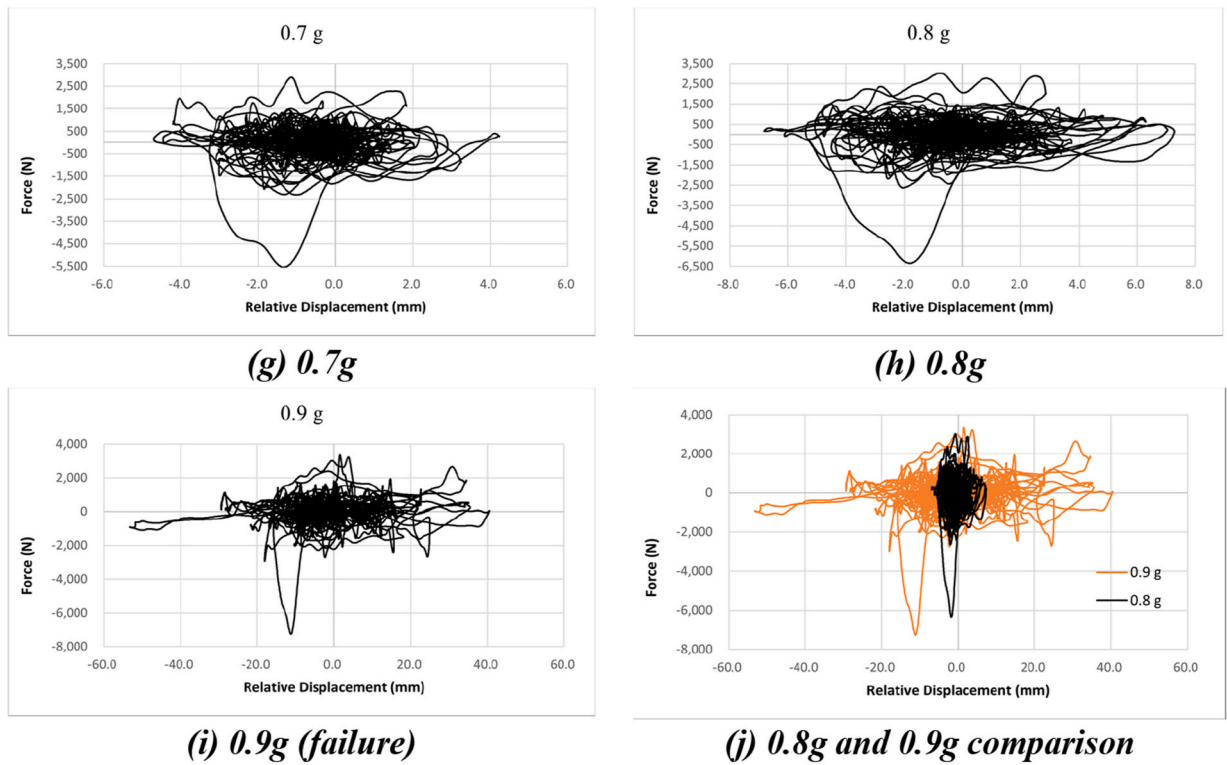 0.7 g
3,500
2,500
1,500
500
-500
-1,500
-2,500
-3,500
-4,500
-5,500
Force (N)
-6.0 -4.0 -2.0 0.0 2.0 4.0 6.0
Relative Displacement (mm)
(g) 0.7g
0.8 g
3,500
2,500
1,500
500
-500
-1,500
-2,500
-3,500
-4,500
-5,500
-6,500
Force (N)
-8.0 -6.0 -4.0 -2.0 0.0 2.0 4.0 6.0 8.0
Relative Displacement (mm)
(h) 0.8g
0.9 g
4,000
2,000
0
-2,000
-4,000
-6,000
-8,000
Force (N)
-60.0 -40.0 -20.0 0.0 20.0 40.0 60.0
Relative Displacement (mm)
(i) 0.9g (failure)
4,000
2,000
0
-2,000
-4,000
-6,000
-8,000
Force (N)
0.9 g
0.8 g
-60.0 -40.0 -20.0 0.0 20.0 40.0 60.0
Relative Displacement (mm)
(j) 0.8g and 0.9g comparison